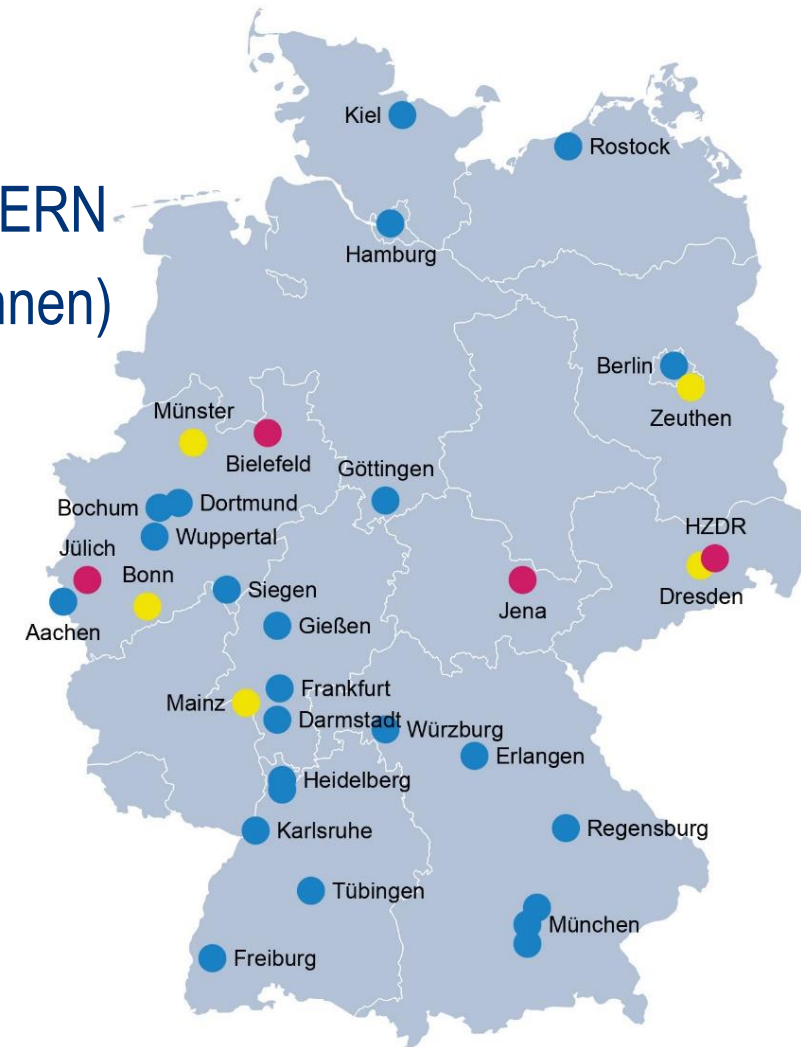 Kiel
Rostock
ERN
Hamburg
nnen)
Berlin
Zeuthen
Münster
Bielefeld
Göttingen
Bochum
Dortmund
Wuppertal
HZDR
Jülich
Bonn
Siegen
Dresden
Jena
Aachen
Gießen
Mainz
Frankfurt
Darmstadt
Würzburg
Erlangen
Heidelberg
Karlsruhe
Regensburg
Tübingen
München
Freiburg